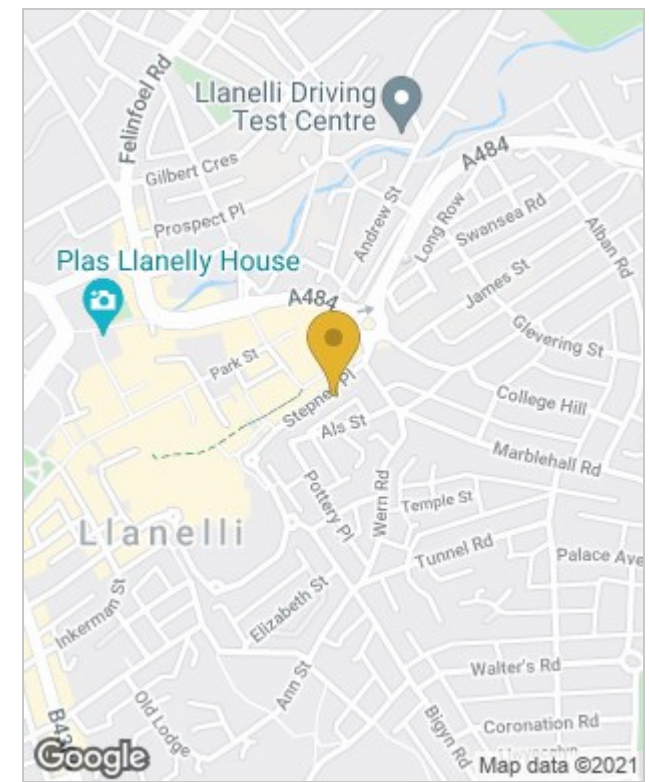 Felinfoel Rd
Llanelli Driving
Test Centre
A484
Gilbert Cres
Andrew St
Long Row
Swansea Rd
Alban Rd
Prospect Pl
Plas Llanelly House
A484
James St
Glevering St
Park St
Stepney Pl
Als St
College Hill
Marblehall Rd
Pottery Pl
Wern Rd
Temple St
Llanelli
Tunnel Rd
Palace Ave
Inkerman St
Elizabeth St
Walter's Rd
Ann St
Old Lodge
Bigyn Rd
Coronation Rd
Google
Map data ©2021